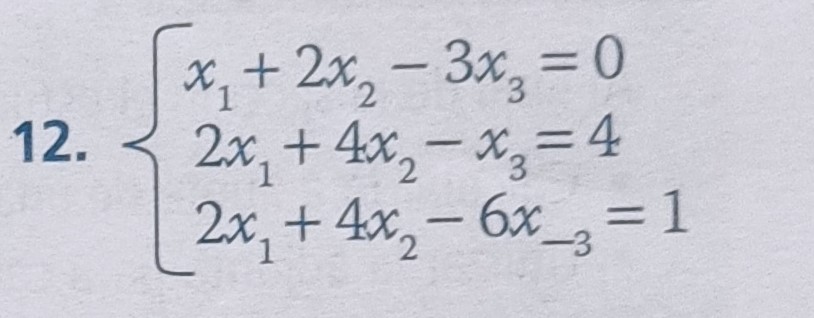 12.
x₁ + 2x₂ − 3x₃ = 0
2x₁ + 4x₂ − x₃ = 4
2x₁ + 4x₂ − 6x₋₃ = 1